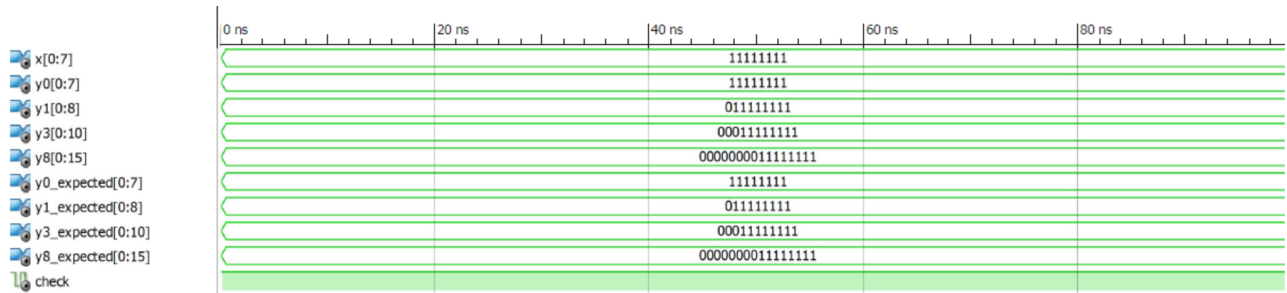 0 ns 20 ns 40 ns 60 ns 80 ns
x[0:7] 11111111
y0[0:7] 11111111
y1[0:8] 011111111
y3[0:10] 00011111111
y8[0:15] 0000000011111111
y0_expected[0:7] 11111111
y1_expected[0:8] 011111111
y3_expected[0:10] 00011111111
y8_expected[0:15] 0000000011111111
check